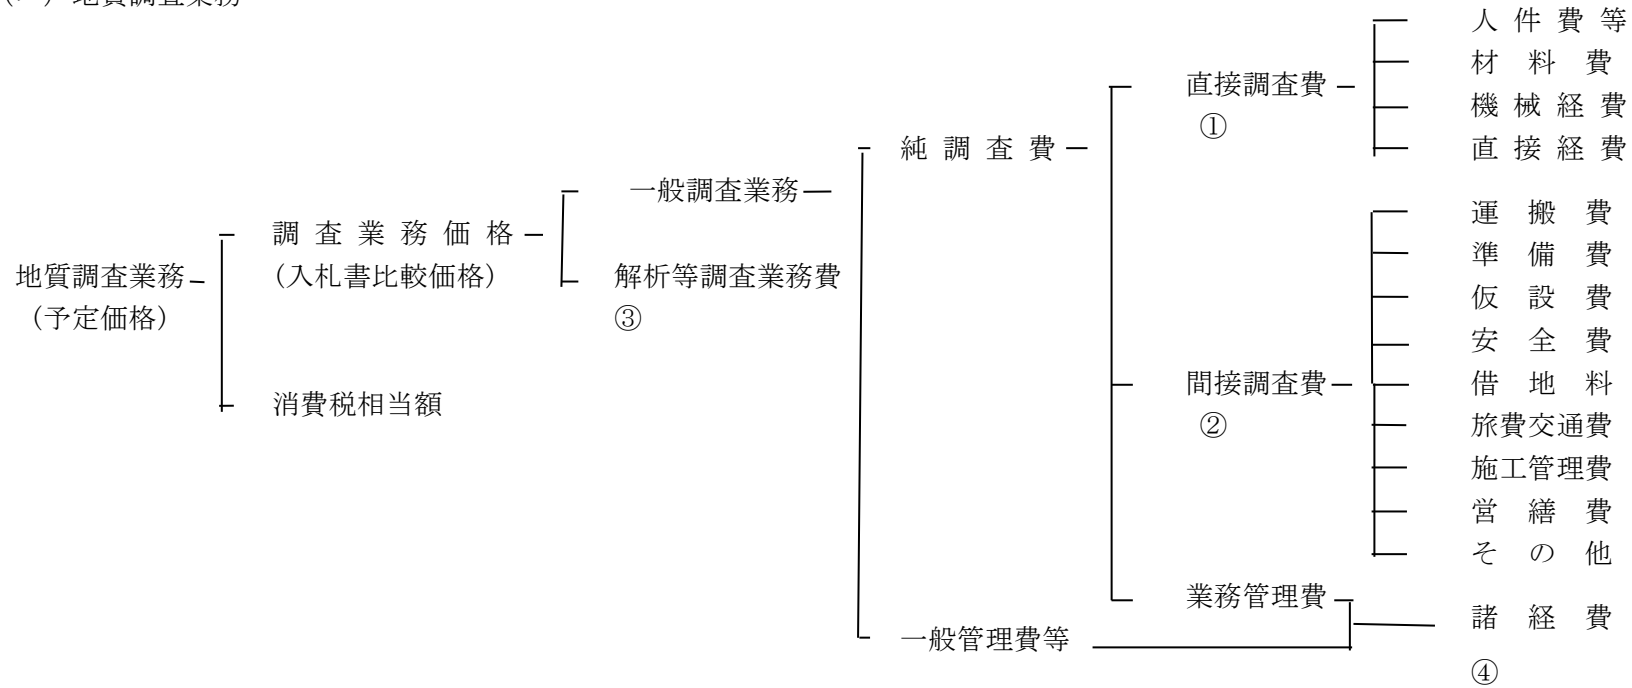 地質調査業務
人件費等
材料費
機械経費
直接経費
直接調査費
①
純調査費
一般調査業務
運搬費
準備費
仮設費
安全費
借地料
旅費交通費
施工管理費
営繕費
その他
調査業務価格
(入札書比較価格)
地質調査業務
(予定価格)
解析等調査業務費
③
間接調査費
②
消費税相当額
業務管理費
一般管理費等
諸経費
④